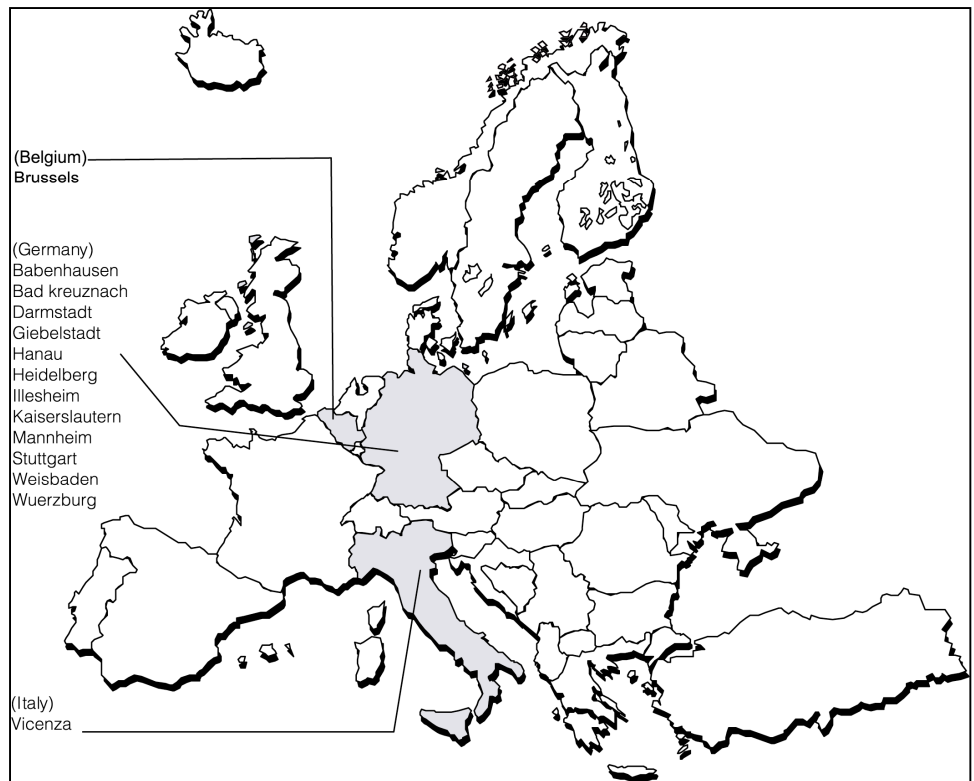 (Belgium)
Brussels
(Germany)
Babenhausen
Bad kreuznach
Darmstadt
Giebelstadt
Hanau
Heidelberg
Illesheim
Kaiserslautern
Mannheim
Stuttgart
Weisbaden
Wuerzburg
(Italy)
Vicenza